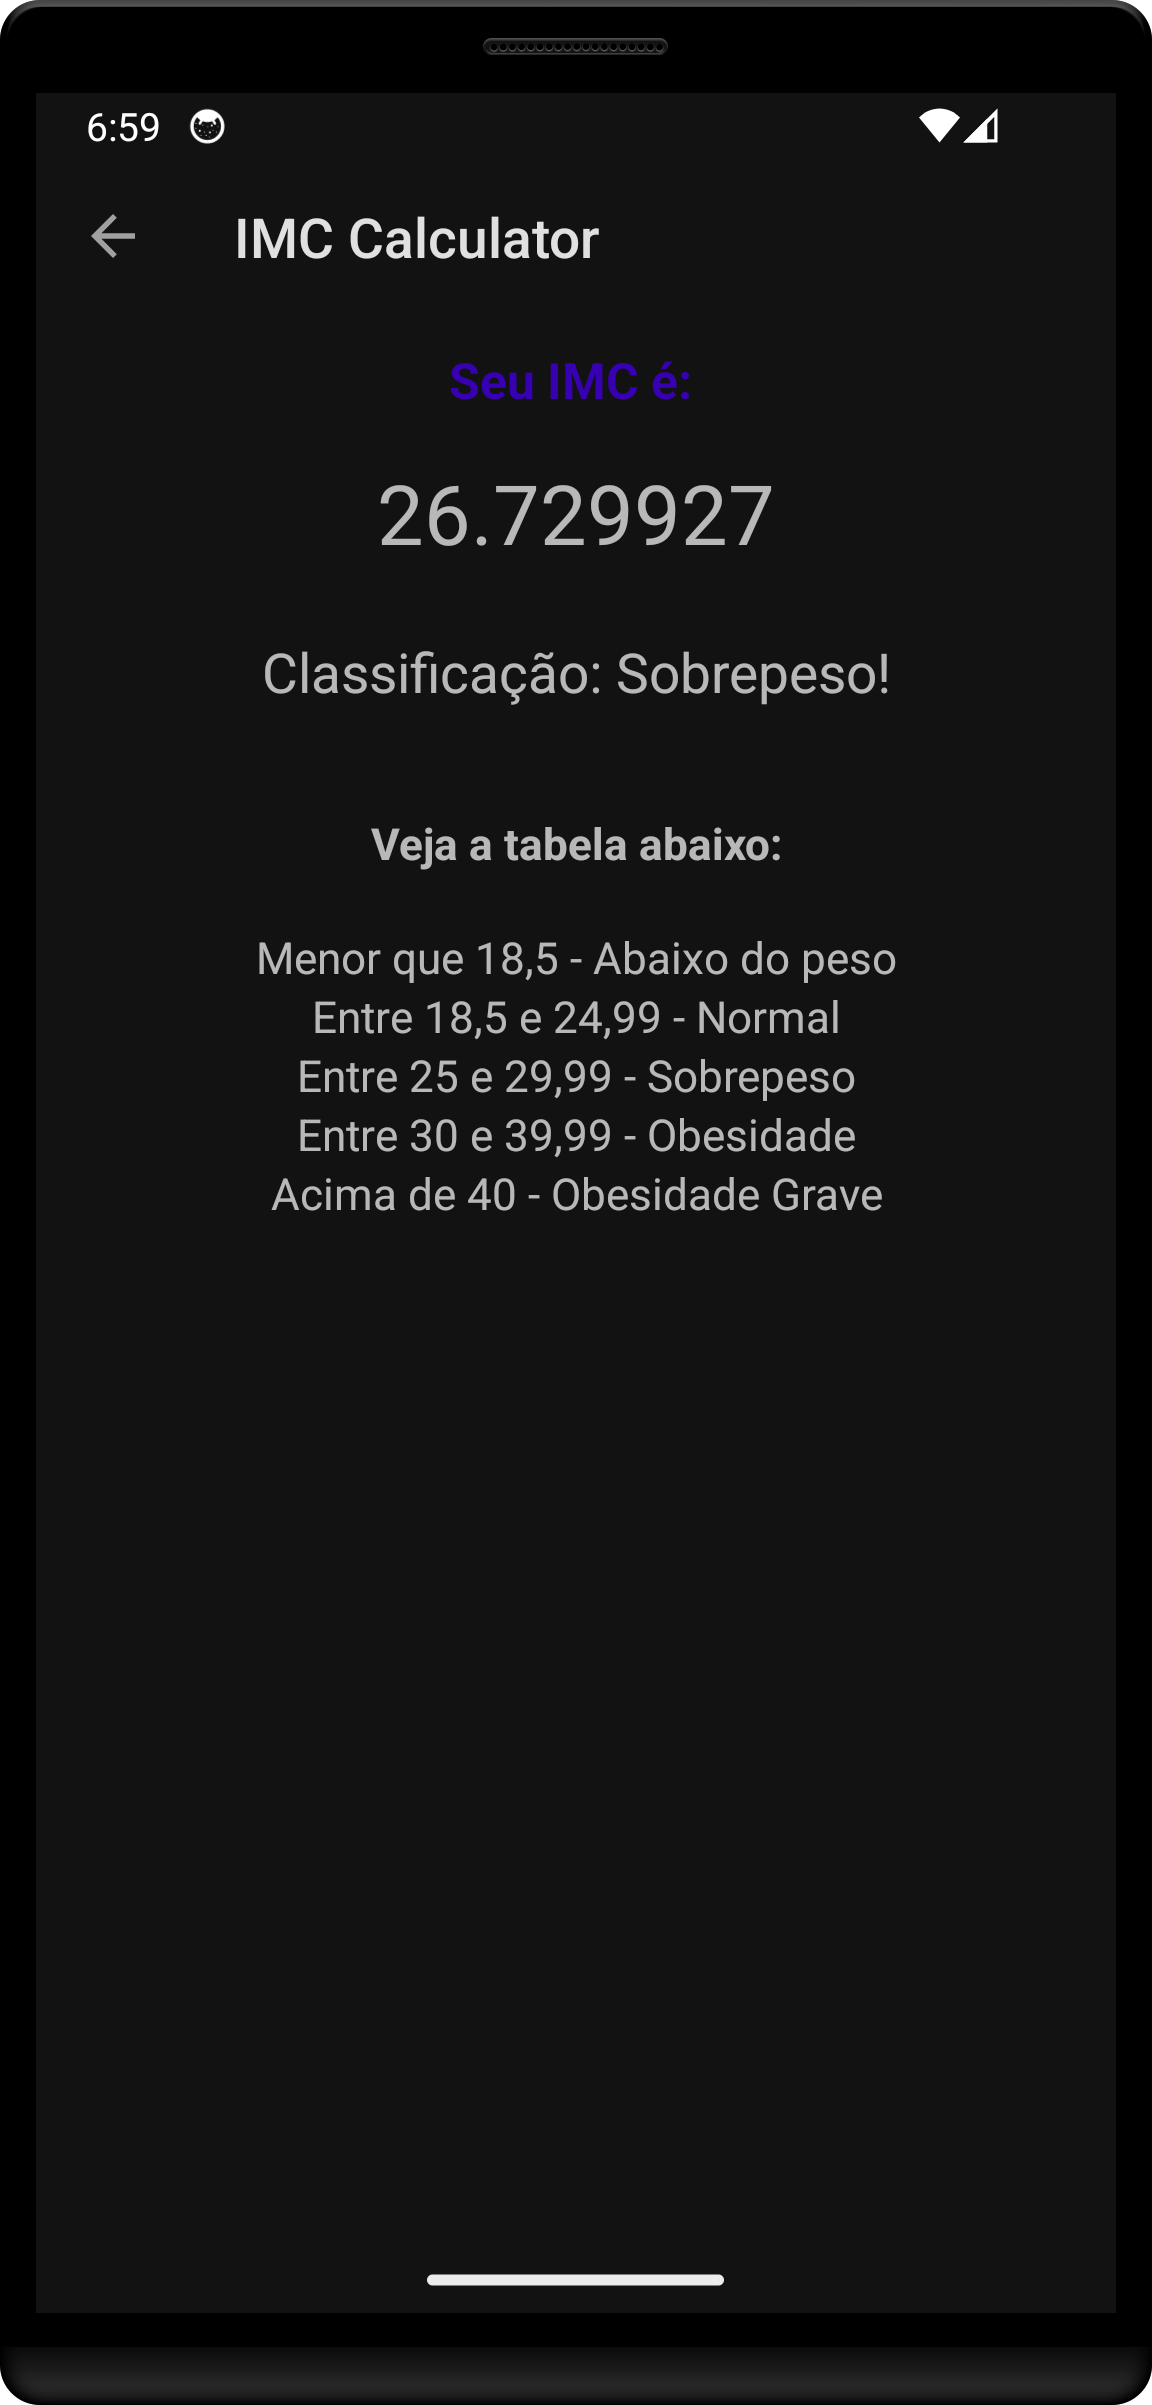 6:59
IMC Calculator
Seu IMC é:
26.729927
Classificação: Sobrepeso!
Veja a tabela abaixo:
Menor que 18,5 - Abaixo do peso
Entre 18,5 e 24,99 - Normal
Entre 25 e 29,99 - Sobrepeso
Entre 30 e 39,99 - Obesidade
Acima de 40 - Obesidade Grave